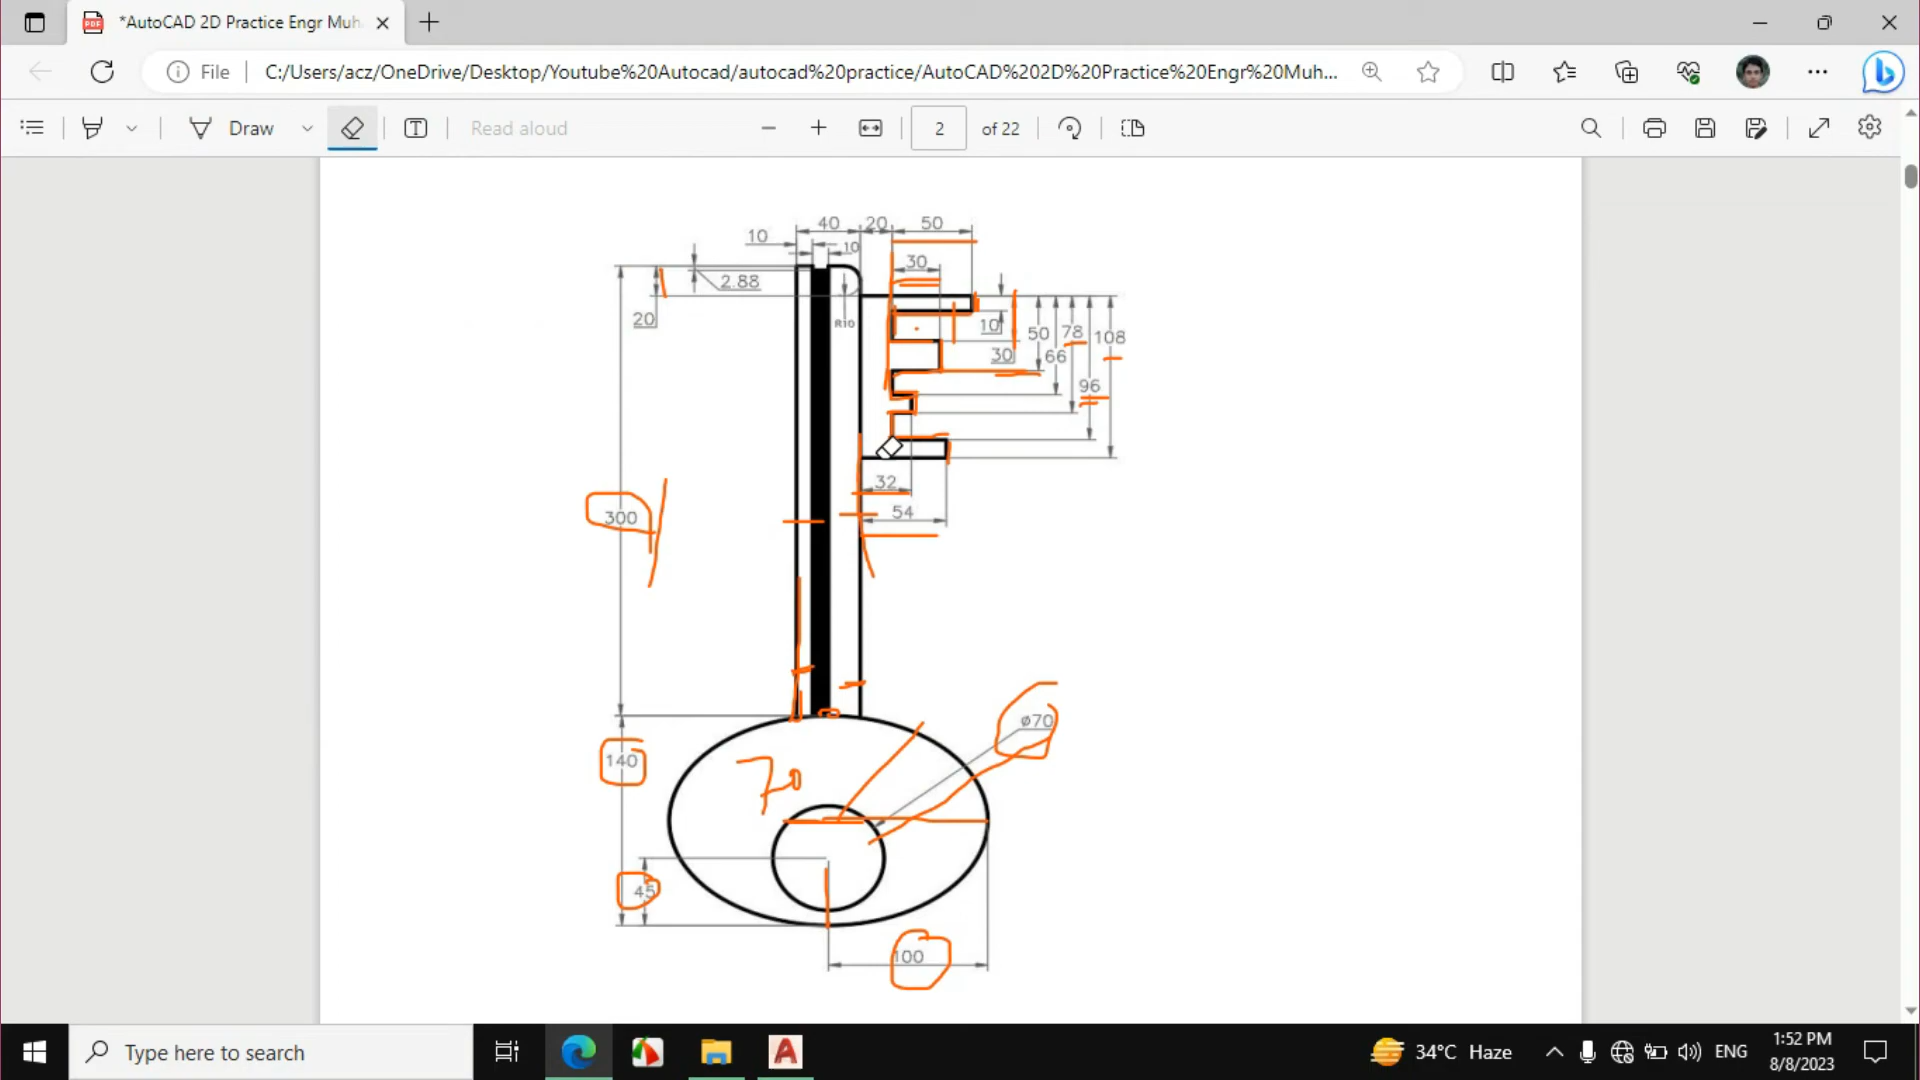 *AutoCAD 2D Practice Engr Muh
File
C:/Users/acz/OneDrive/Desktop/Youtube%20Autocad/autocad%20practice/AutoCAD%202D%20Practice%20Engr%20Muh...
Draw
Read aloud
2
of 22
40
20
50
10
10
30
2.88
20
R10
10
50
78
108
30
66
96
32
54
300
ø70
140
70
45
100
Type here to search
34°C
Haze
ENG
1:52 PM
8/8/2023